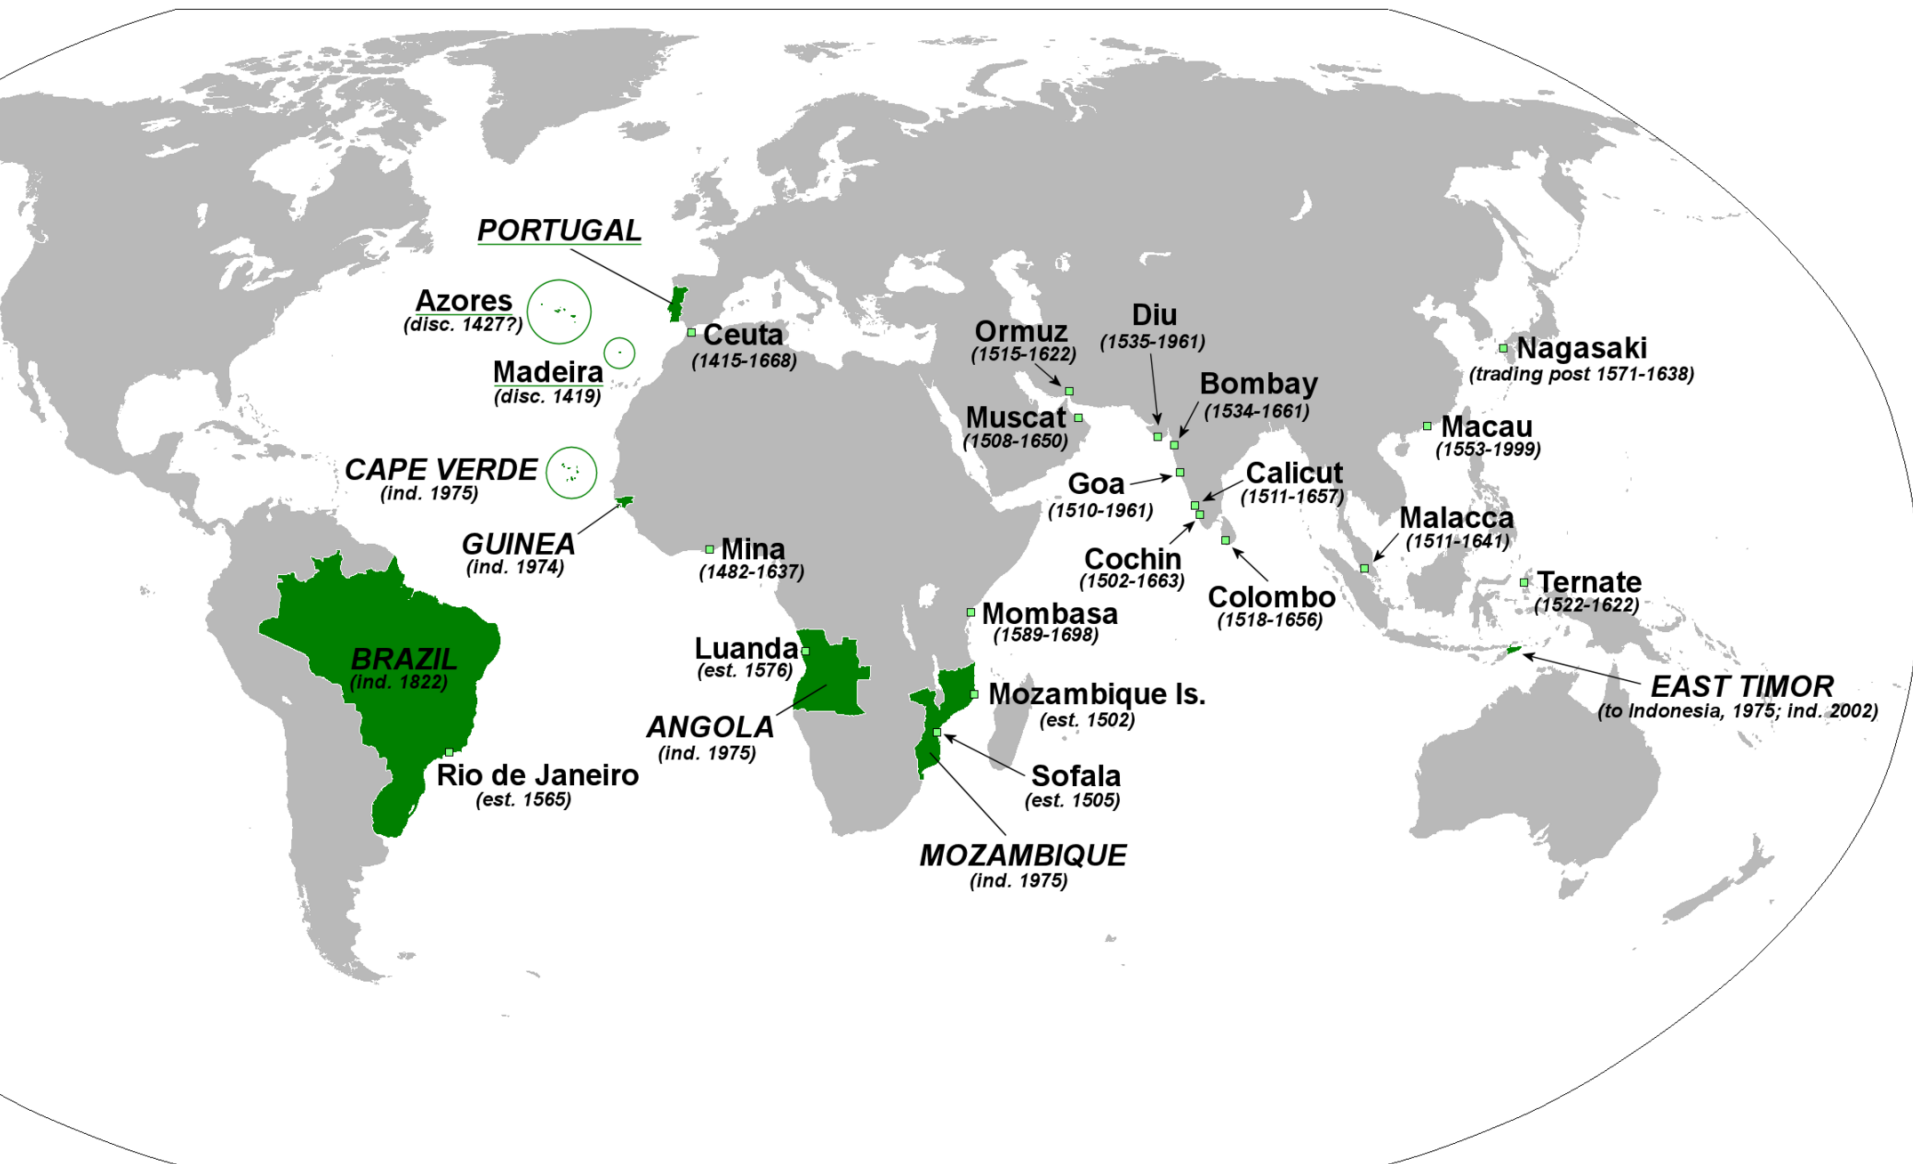 PORTUGAL
Azores
(disc. 1427?)
Madeira
(disc. 1419)
Ceuta
(1415-1668)
CAPE VERDE
(ind. 1975)
GUINEA
(ind. 1974)
Mina
(1482-1637)
BRAZIL
(ind. 1822)
Rio de Janeiro
(est. 1565)
Luanda
(est. 1576)
ANGOLA
(ind. 1975)
Mombasa
(1589-1698)
Mozambique Is.
(est. 1502)
Sofala
(est. 1505)
MOZAMBIQUE
(ind. 1975)
Ormuz
(1515-1622)
Muscat
(1508-1650)
Diu
(1535-1961)
Bombay
(1534-1661)
Goa
(1510-1961)
Calicut
(1511-1657)
Cochin
(1502-1663)
Colombo
(1518-1656)
Nagasaki
(trading post 1571-1638)
Macau
(1553-1999)
Malacca
(1511-1641)
Ternate
(1522-1622)
EAST TIMOR
(to Indonesia, 1975; ind. 2002)